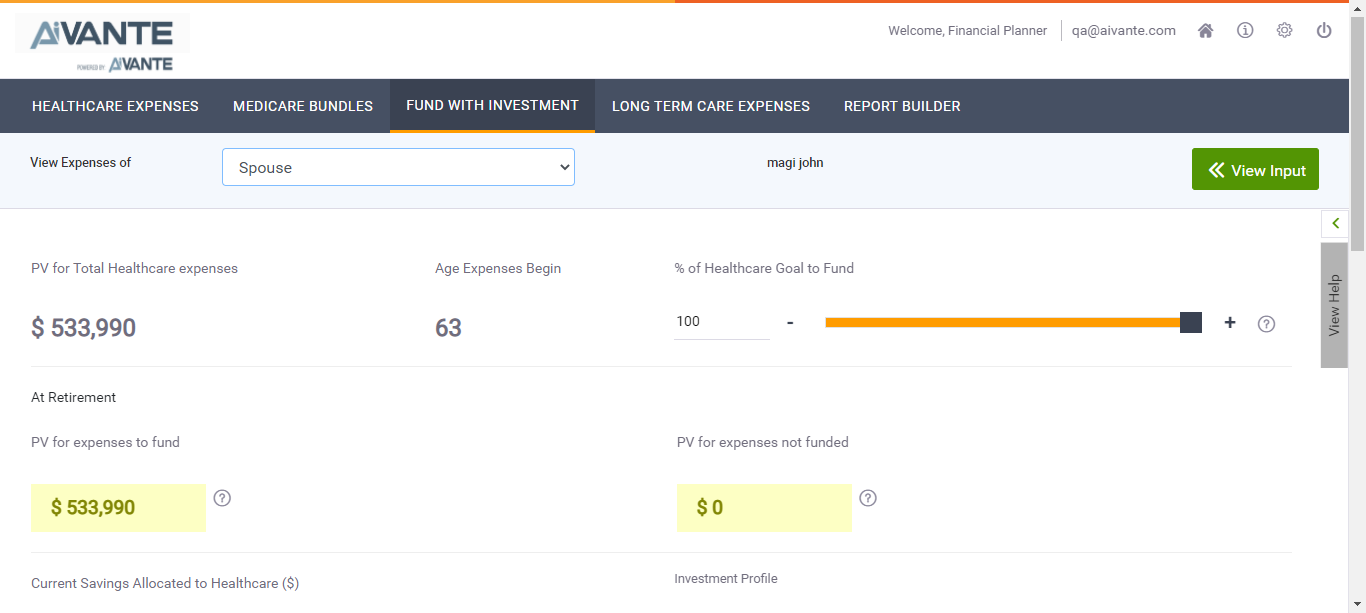 AiVANTE
POWERED BY AiVANTE
Welcome, Financial Planner qa@aivante.com
HEALTHCARE EXPENSES MEDICARE BUNDLES FUND WITH INVESTMENT LONG TERM CARE EXPENSES REPORT BUILDER
View Expenses of Spouse magi john View Input
View Help
PV for Total Healthcare expenses Age Expenses Begin % of Healthcare Goal to Fund
$ 533,990 63 100 - + ?
At Retirement
PV for expenses to fund PV for expenses not funded
$ 533,990 ? $ 0 ?
Current Savings Allocated to Healthcare ($) Investment Profile